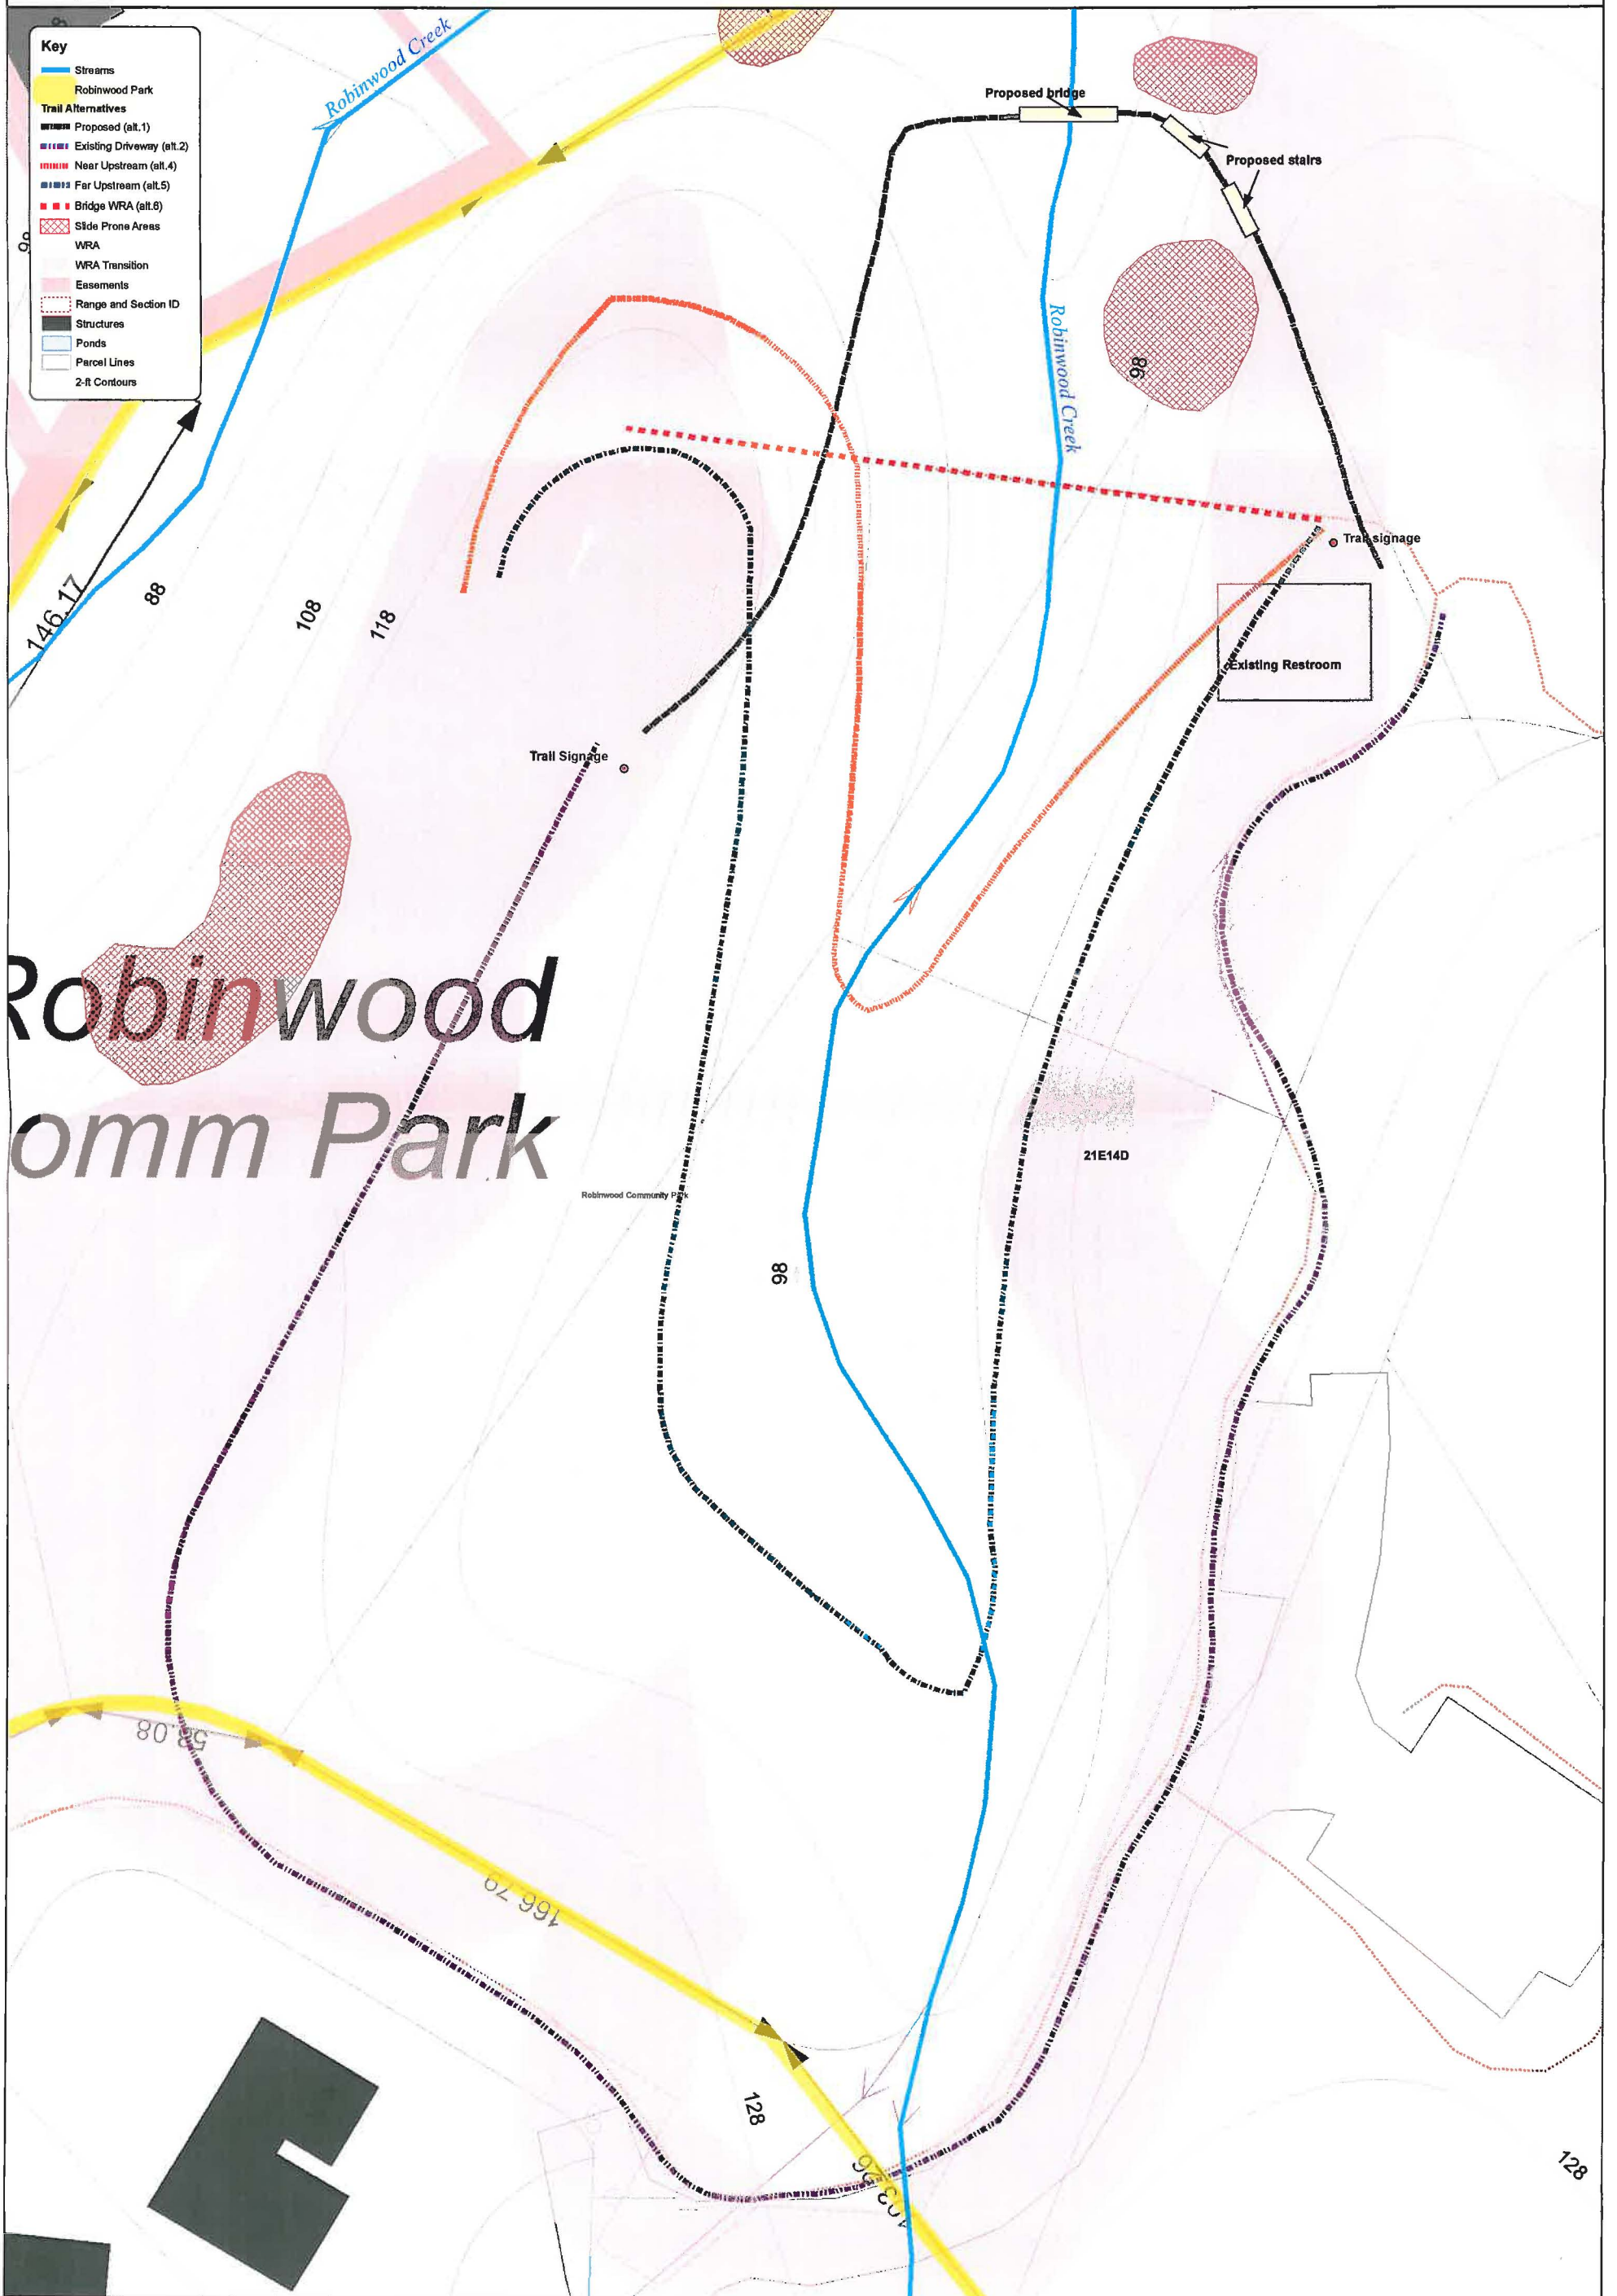 Key
Streams
Robinwood Park
Trail Alternatives
Proposed (alt.1)
Existing Driveway (alt.2)
Near Upstream (alt.4)
Far Upstream (alt.5)
Bridge WRA (alt.6)
Slide Prone Areas
WRA
WRA Transition
Easements
Range and Section ID
Structures
Ponds
Parcel Lines
2-ft Contours
Robinwood Creek
Proposed bridge
Proposed stairs
Robinwood Creek
98
146.17
88
108
118
Trail signage
Existing Restroom
Trail Signage
Robinwood
omm Park
21E14D
Robinwood Community Park
98
58.08
166.79
128
128